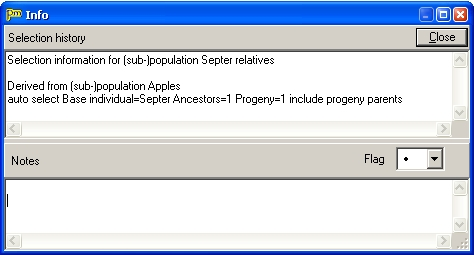 Pm Info
Selection history
Close
Selection information for (sub-)population Septer relatives
Derived from (sub-)population Apples
auto select Base individual=Septer Ancestors=1 Progeny=1 include progeny parents
Notes
Flag